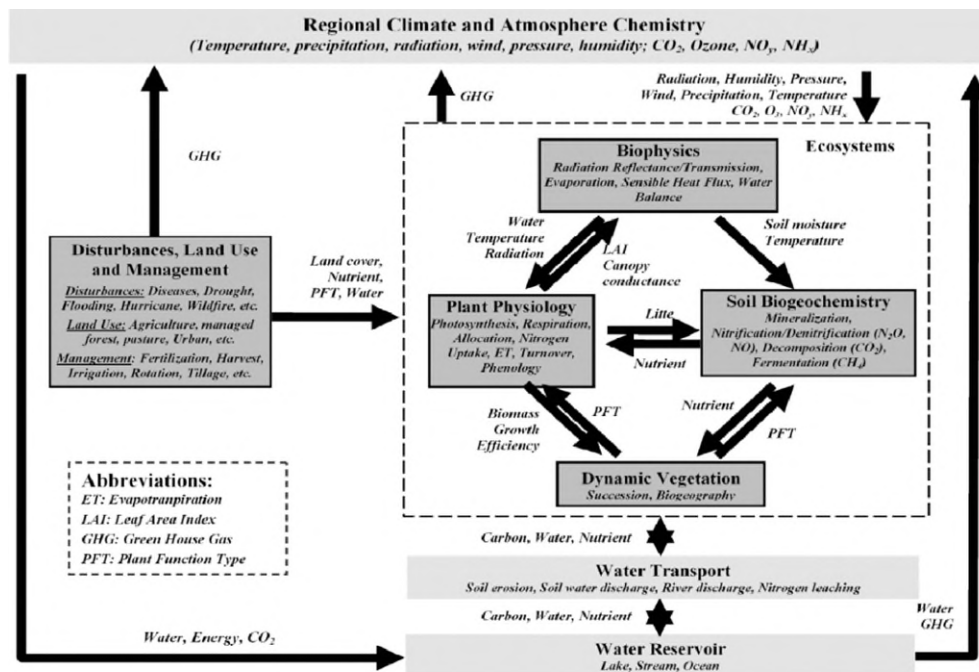 Regional Climate and Atmosphere Chemistry
(Temperature, precipitation, radiation, wind, pressure, humidity; CO₂, Ozone, NOy, NHx)
GHG
GHG
Radiation, Humidity, Pressure,
Wind, Precipitation, Temperature
CO₂, O₃, NOy, NHx
Ecosystems
Biophysics
Radiation Reflectance/Transmission,
Evaporation, Sensible Heat Flux, Water
Balance
Water
Temperature
Radiation
LAI
Canopy
conductance
Soil moisture
Temperature
Disturbances, Land Use
and Management
Disturbances: Diseases, Drought,
Flooding, Hurricane, Wildfire, etc.
Land Use: Agriculture, managed
forest, pasture, Urban, etc.
Management: Fertilization, Harvest,
Irrigation, Rotation, Tillage, etc.
Land cover,
Nutrient,
PFT, Water
Plant Physiology
Photosynthesis, Respiration,
Allocation, Nitrogen
Uptake, ET, Turnover,
Phenology
Litte
Nutrient
Soil Biogeochemistry
Mineralization,
Nitrification/Denitrification (N₂O,
NO), Decomposition (CO₂),
Fermentation (CH₄)
Biomass
Growth
Efficiency
PFT
Nutrient
PFT
Dynamic Vegetation
Succession, Biogeography
Abbreviations:
ET: Evapotranpiration
LAI: Leaf Area Index
GHG: Green House Gas
PFT: Plant Function Type
Carbon, Water, Nutrient
Water Transport
Soil erosion, Soil water discharge, River discharge, Nitrogen leaching
Carbon, Water, Nutrient
Water
GHG
Water, Energy, CO₂
Water Reservoir
Lake, Stream, Ocean